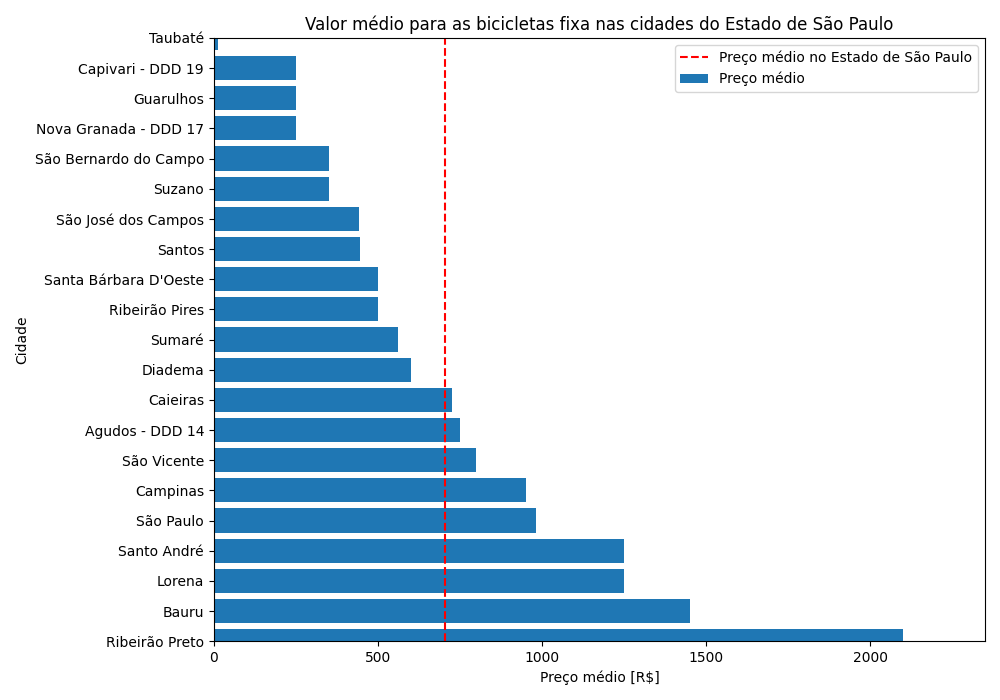 Valor médio para as bicicletas fixa nas cidades do Estado de São Paulo
Preço médio no Estado de São Paulo
Preço médio
Cidade
Taubaté
Capivari - DDD 19
Guarulhos
Nova Granada - DDD 17
São Bernardo do Campo
Suzano
São José dos Campos
Santos
Santa Bárbara D'Oeste
Ribeirão Pires
Sumaré
Diadema
Caieiras
Agudos - DDD 14
São Vicente
Campinas
São Paulo
Santo André
Lorena
Bauru
Ribeirão Preto
0 500 1000 1500 2000
Preço médio [R$]